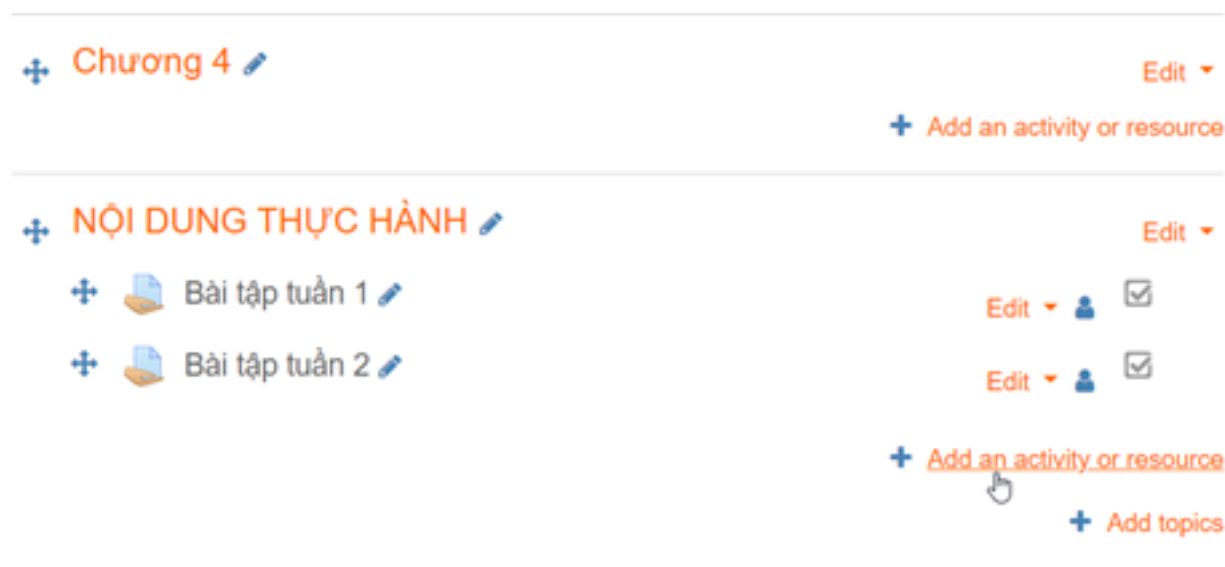 Chương 4
Edit
Add an activity or resource
NỘI DUNG THỰC HÀNH
Edit
Bài tập tuần 1
Edit
Bài tập tuần 2
Edit
Add an activity or resource
Add topics